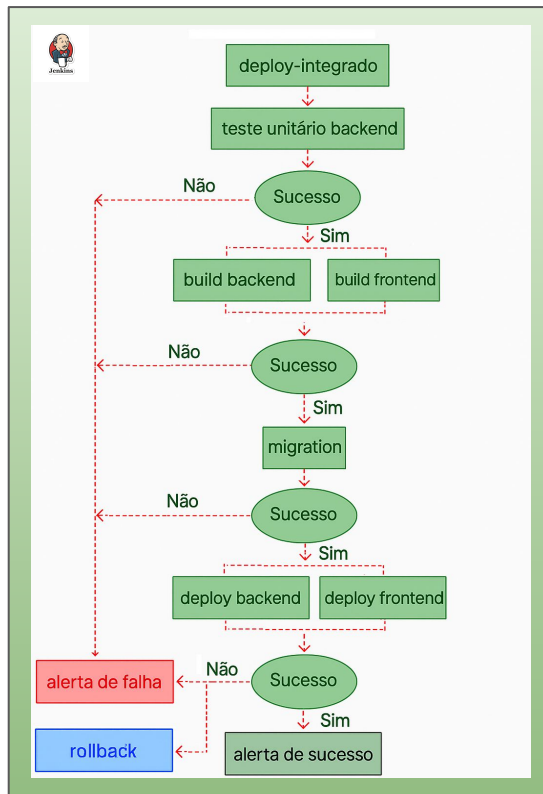 Jenkins
deploy-integrado
teste unitário backend
Não
Sucesso
Sim
build backend
build frontend
Não
Sucesso
Sim
migration
Não
Sucesso
Sim
deploy backend
deploy frontend
alerta de falha
Não
Sucesso
Sim
rollback
alerta de sucesso